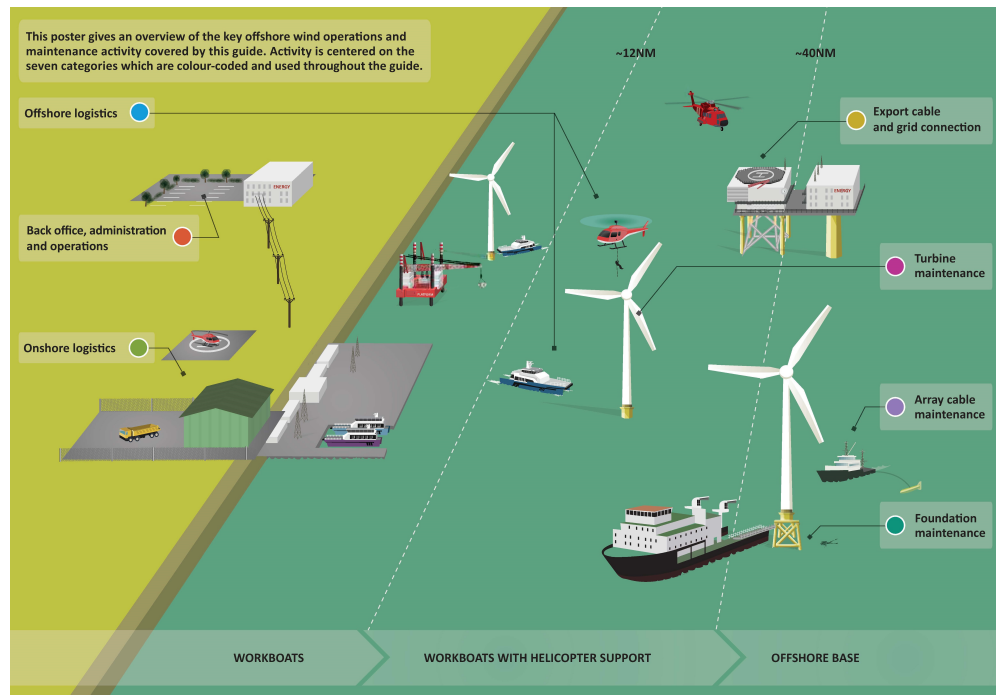 This poster gives an overview of the key offshore wind operations and
maintenance activity covered by this guide. Activity is centered on the
seven categories which are colour-coded and used throughout the guide.
~12NM
~40NM
Offshore logistics
Export cable
and grid connection
ENERGY
ENERGY
Back office, administration
and operations
Turbine
maintenance
Onshore logistics
Array cable
maintenance
Foundation
maintenance
WORKBOATS
WORKBOATS WITH HELICOPTER SUPPORT
OFFSHORE BASE